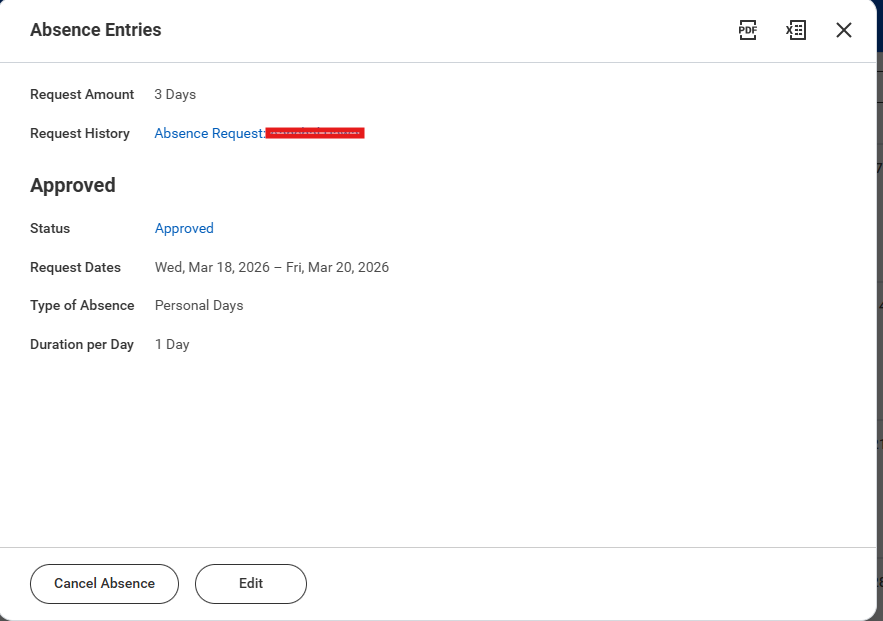 Absence Entries
PDF
X
Request Amount 3 Days
Request History Absence Request:
Approved
Status Approved
Request Dates Wed, Mar 18, 2026 – Fri, Mar 20, 2026
Type of Absence Personal Days
Duration per Day 1 Day
Cancel Absence Edit